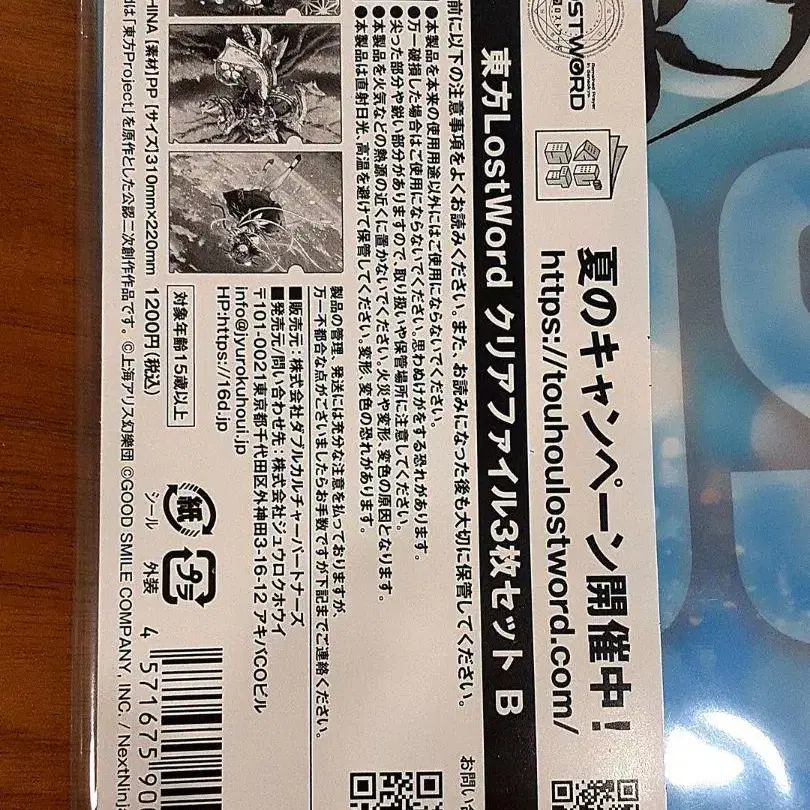 LOST WORD
夏のキャンペーン開催中!
https://touhoulostword.com/
東方LostWord クリアファイル3枚セット B
前に以下の注意事項をよくお読みください。また、お読みになった後も大切に保管してください。
●本製品を本来の使用用途以外にはご使用にならないでください。思わぬけがをする恐れがあります。
●万一破損した場合はご使用にならないでください。
●尖った部分や鋭い部分がありますので、取り扱いや保管場所に注意してください。
●本製品を火気などの熱源の近くに置かないでください。火災や変形、変色の原因となります。
●本製品は直射日光、高温を避けて保管してください。変形、変色の恐れがあります。
製品の管理、発送には充分な注意を払っておりますが、
万一不都合な点がございましたらお手数ですが下記までご連絡ください。
■販売元:株式会社ダブルカルチャーパートナーズ
■発売元/問い合わせ先:株式会社ジュウロケホウイ
〒101-0021東京都千代田区外神田3-16-12 アキバCOビル
info@jyurokuhoui.jp
HP:https://16d.jp
お問い
対象年齢15歳以上
紙
プラ
シール
外装
HINA 【素材】PP 【サイズ】310mm×220mm 1200円(税込)
は「東方Project」を原作とした公認二次創作作品です。 ©上海アリス幻樂団 ©GOOD SMILE COMPANY, INC. / NextNinj
4 57167590